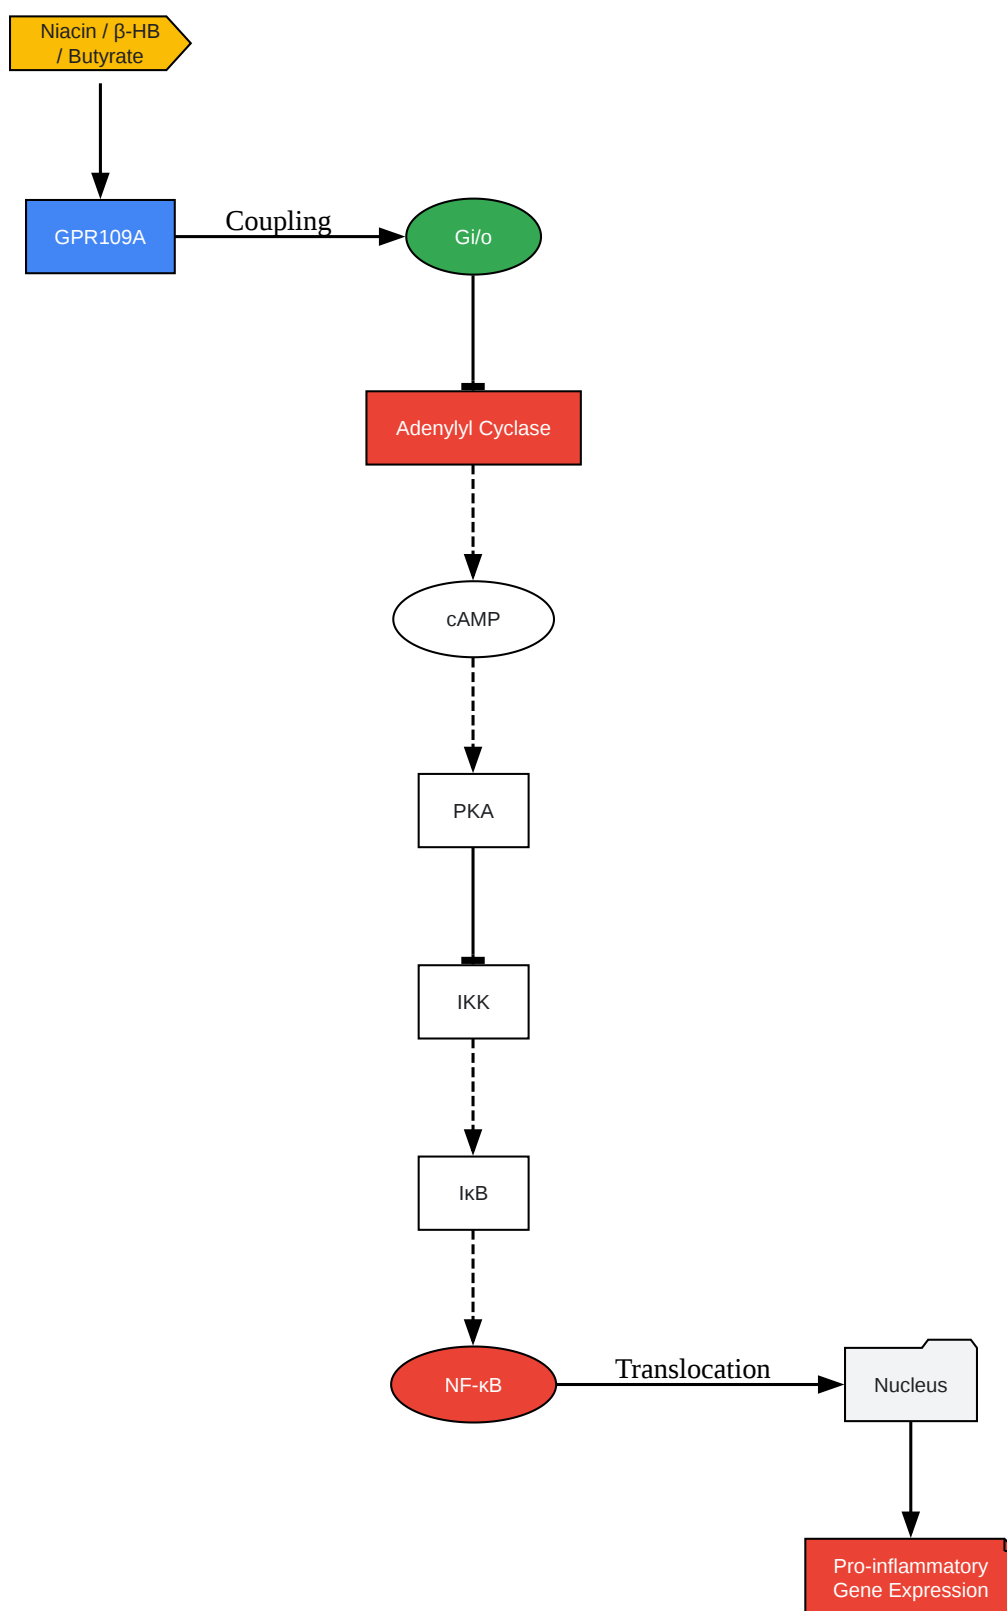 Niacin / β-HB
/ Butyrate
GPR109A
Coupling
Gi/o
Adenylyl Cyclase
cAMP
PKA
IKK
IκB
NF-κB
Translocation
Nucleus
Pro-inflammatory
Gene Expression